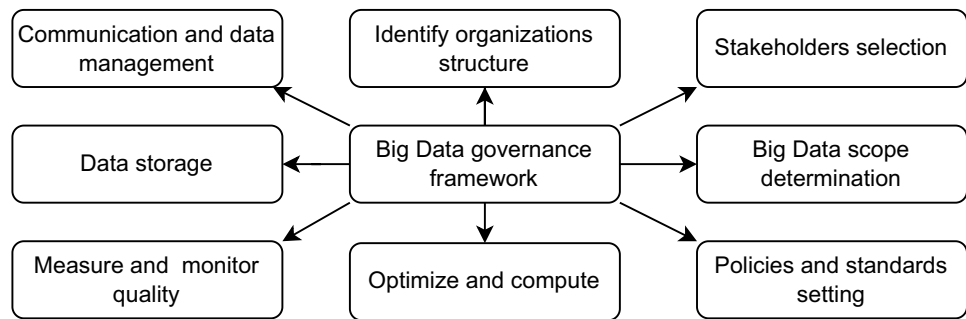 Communication and data
management
Identify organizations
structure
Stakeholders selection
Data storage
Big Data governance
framework
Big Data scope
determination
Measure and  monitor
quality
Optimize and compute
Policies and standards
setting